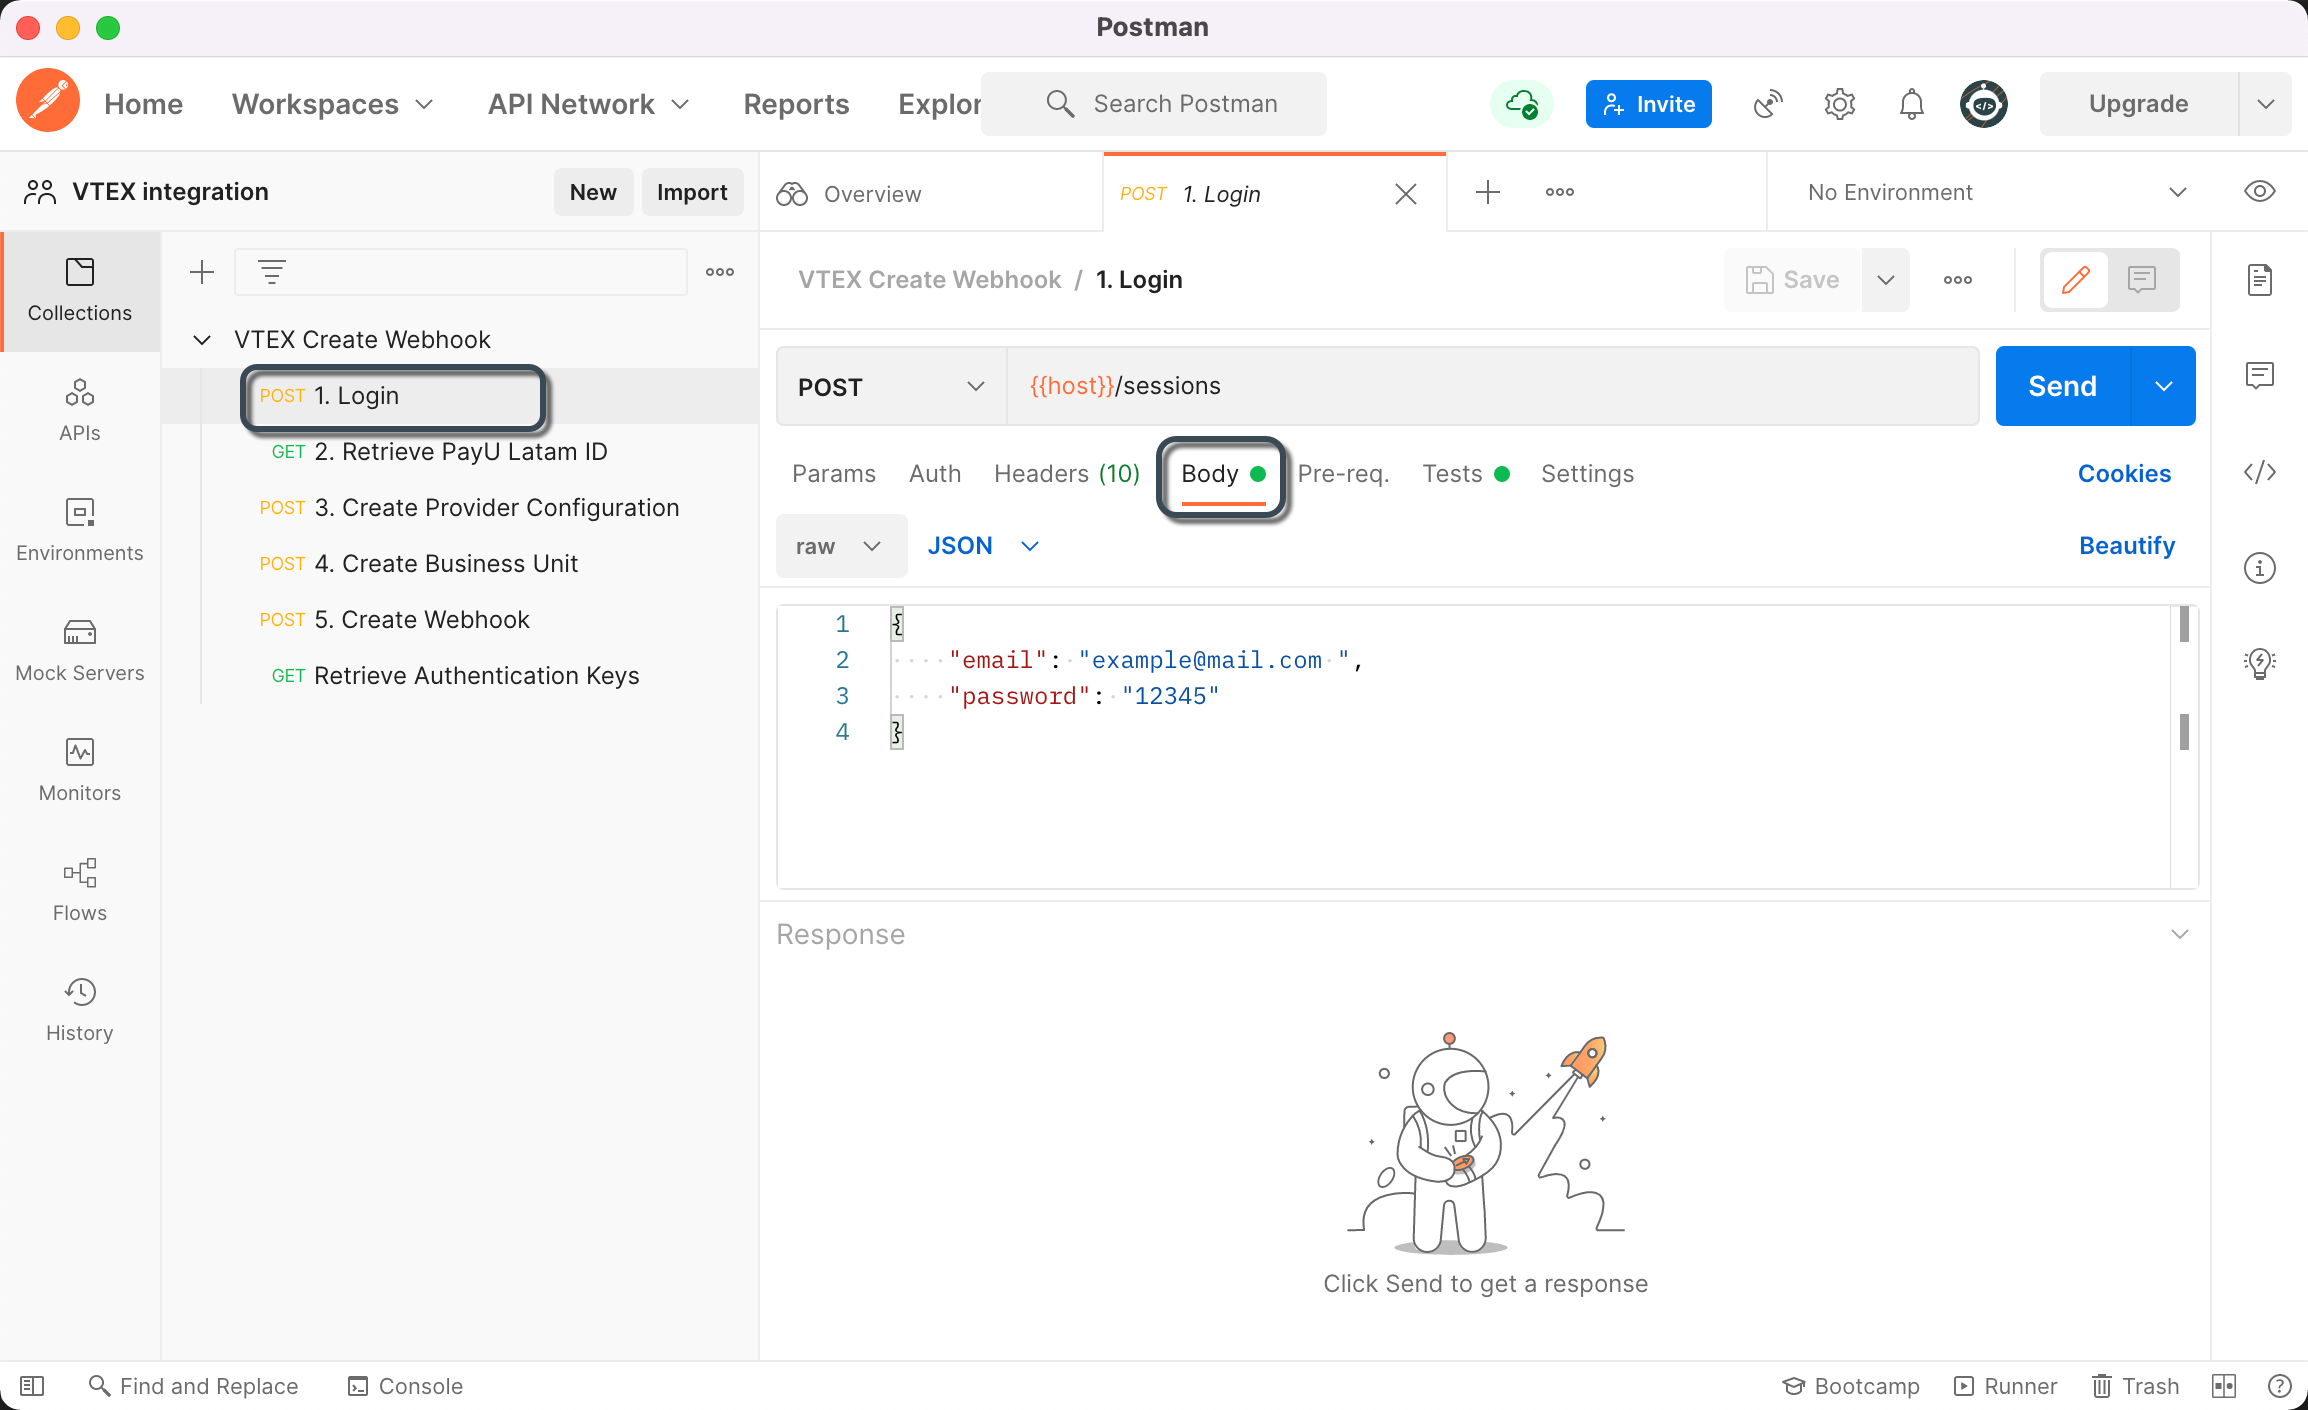 Postman
Home Workspaces API Network Reports Explor Search Postman Invite Upgrade
VTEX integration New Import Overview POST 1. Login No Environment
Collections
VTEX Create Webhook / 1. Login Save
VTEX Create Webhook
POST 1. Login
GET 2. Retrieve PayU Latam ID
POST 3. Create Provider Configuration
POST 4. Create Business Unit
POST 5. Create Webhook
GET Retrieve Authentication Keys
APIs
Environments
Mock Servers
Monitors
Flows
History
POST {{host}}/sessions Send
Params Auth Headers (10) Body Pre-req. Tests Settings Cookies
raw JSON Beautify
1 {
2 "email": "example@mail.com ",
3 "password": "12345"
4 }
Response
Click Send to get a response
Find and Replace Console Bootcamp Runner Trash